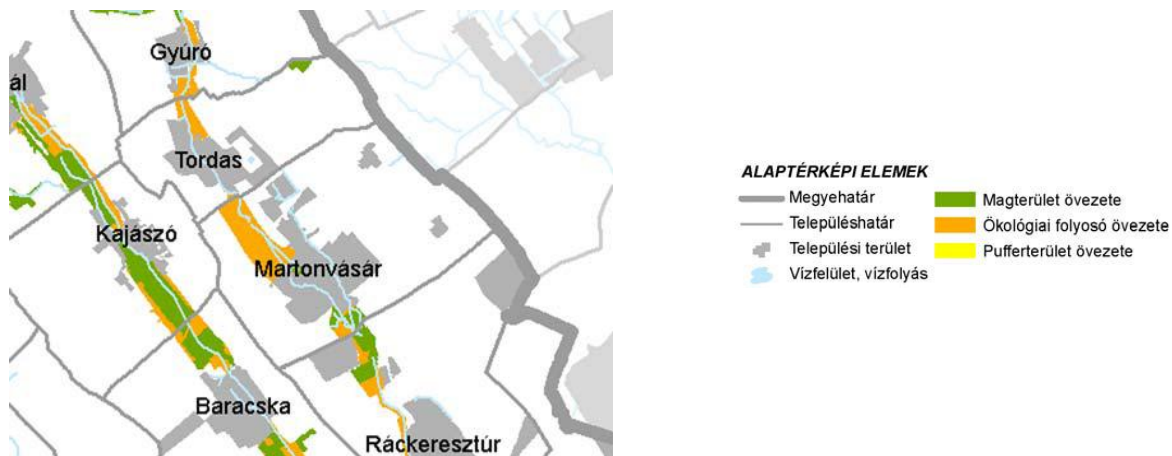 Gyúró
ál
Tordas
Kajászó
Martonvásár
Baracska
Ráckeresztúr
ALAPTÉRKÉPI ELEMEK
Megyehatár
Településhatár
Települési terület
Vízfelület, vízfolyás
Magterület övezete
Ökológiai folyosó övezete
Pufferterület övezete